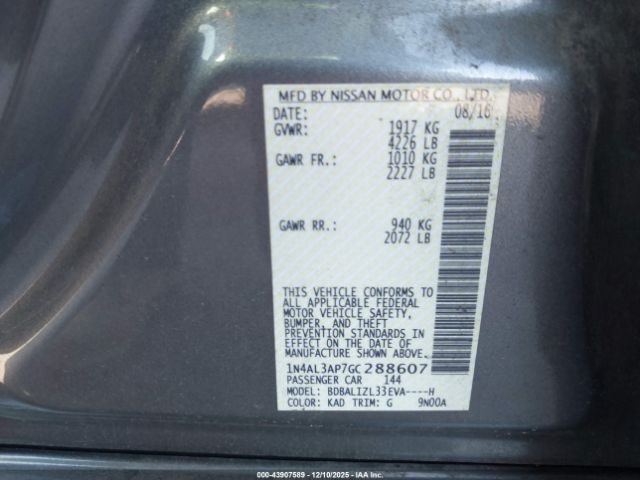 MFD BY NISSAN MOTOR CO., LTD.
DATE: 08/16
GVWR: 1917 KG
4226 LB
GAWR FR.: 1010 KG
2227 LB
GAWR RR.: 940 KG
2072 LB
THIS VEHICLE CONFORMS TO
ALL APPLICABLE FEDERAL
MOTOR VEHICLE SAFETY,
BUMPER, AND THEFT
PREVENTION STANDARDS IN
EFFECT ON THE DATE OF
MANUFACTURE SHOWN ABOVE.
1N4AL3AP7GC288607
PASSENGER CAR 144
MODEL: BDBALIZL33EVA----H
COLOR: KAD TRIM: G 9N00A
000-43907589 - 12/10/2025 - IAAI - Copart